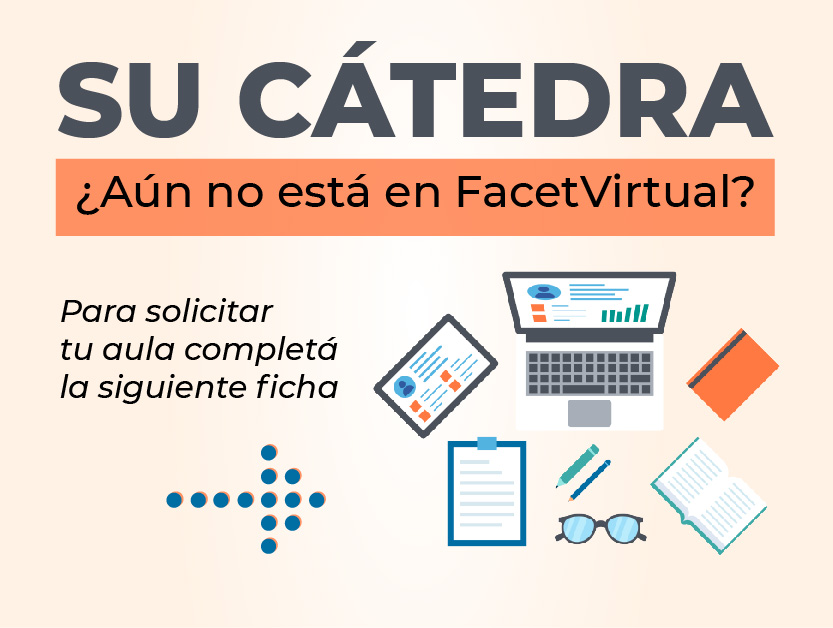 SU CÁTEDRA
¿Aún no está en FacetVirtual?
Para solicitar
tu aula completá
la siguiente ficha